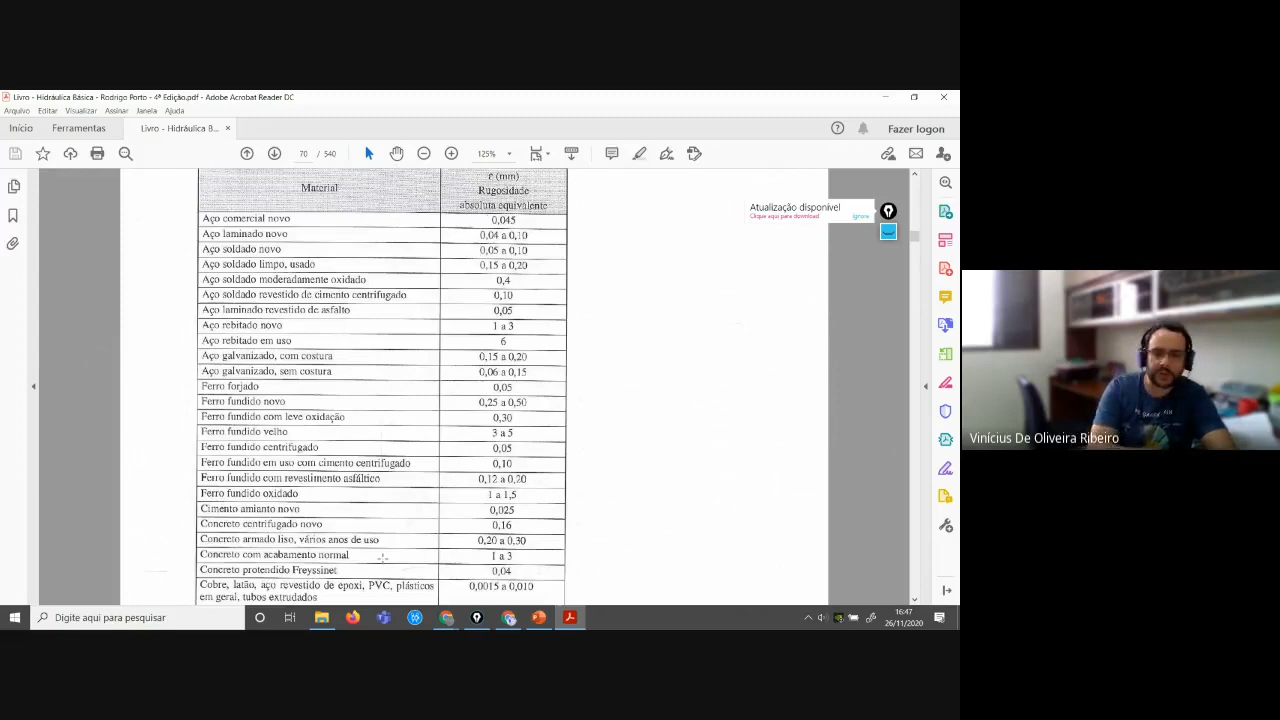 Livro - Hidráulica Básica - Rodrigo Porto - 4ª Edição.pdf - Adobe Acrobat Reader DC
Arquivo Editar Visualizar Assinar Janela Ajuda
Início Ferramentas Livro - Hidráulica B... × Fazer logon
70 / 540 125%
Material e (mm)
Rugosidade
absoluta equivalente
Aço comercial novo 0,045
Aço laminado novo 0,04 a 0,10
Aço soldado novo 0,05 a 0,10
Aço soldado limpo, usado 0,15 a 0,20
Aço soldado moderadamente oxidado 0,4
Aço soldado revestido de cimento centrifugado 0,10
Aço laminado revestido de asfalto 0,05
Aço rebitado novo 1 a 3
Aço rebitado em uso 6
Aço galvanizado, com costura 0,15 a 0,20
Aço galvanizado, sem costura 0,06 a 0,15
Ferro forjado 0,05
Ferro fundido novo 0,25 a 0,50
Ferro fundido com leve oxidação 0,30
Ferro fundido velho 3 a 5
Ferro fundido centrifugado 0,05
Ferro fundido em uso com cimento centrifugado 0,10
Ferro fundido com revestimento asfáltico 0,12 a 0,20
Ferro fundido oxidado 1 a 1,5
Cimento amianto novo 0,025
Concreto centrifugado novo 0,16
Concreto armado liso, vários anos de uso 0,20 a 0,30
Concreto com acabamento normal 1 a 3
Concreto protendido Freyssinet 0,04
Cobre, latão, aço revestido de epoxi, PVC, plásticos 0,0015 a 0,010
em geral, tubos extrudados
Atualização disponível
Clique aqui para download Ignore
Vinícius De Oliveira Ribeiro
Digite aqui para pesquisar
16:47
26/11/2020